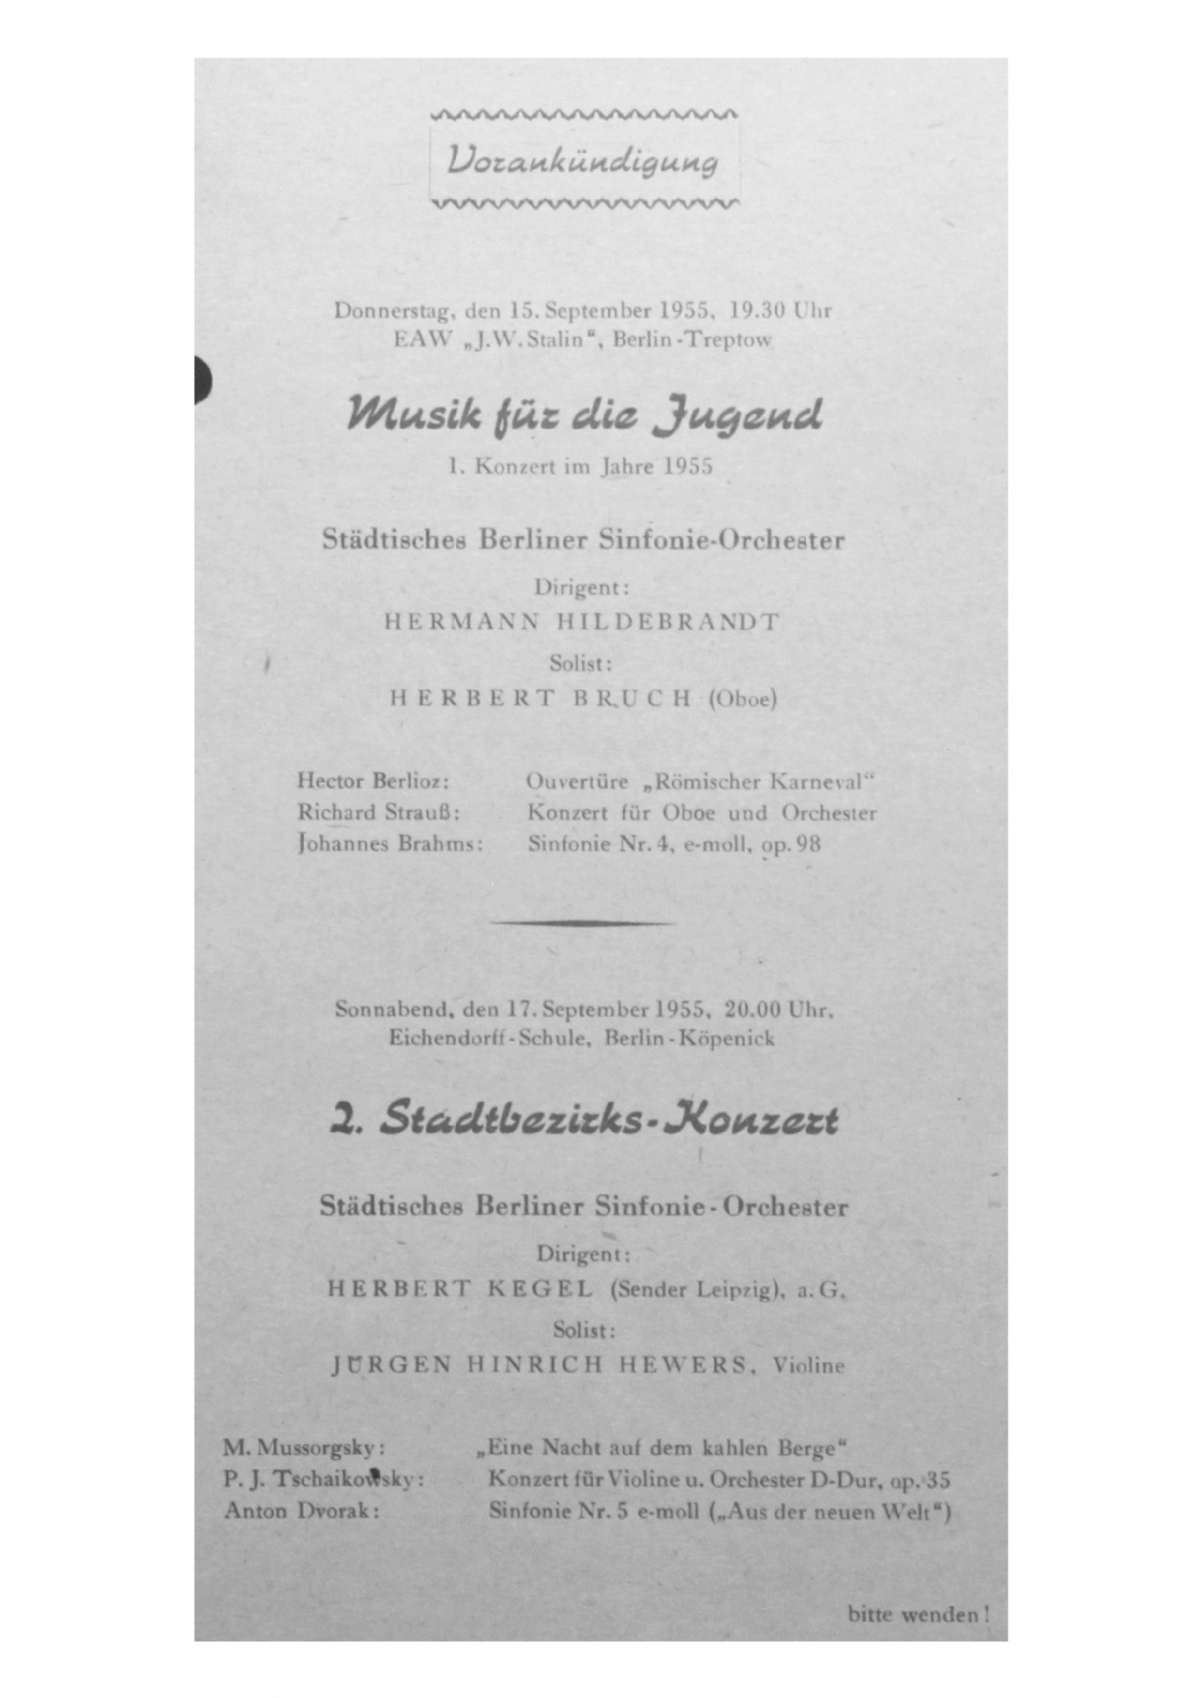 Vorankündigung
Donnerstag, den 15. September 1955, 19.30 Uhr
EAW „J.W. Stalin“, Berlin-Treptow
Musik für die Jugend
1. Konzert im Jahre 1955
Städtisches Berliner Sinfonie-Orchester
Dirigent:
HERMANN HILDEBRANDT
Solist:
HERBERT BRUCH (Oboe)
Hector Berlioz: Ouvertüre „Römischer Karneval“
Richard Strauß: Konzert für Oboe und Orchester
Johannes Brahms: Sinfonie Nr. 4, e-moll, op. 98
Sonnabend, den 17. September 1955, 20.00 Uhr,
Eichendorff-Schule, Berlin-Köpenick
2. Stadtbezirks-Konzert
Städtisches Berliner Sinfonie-Orchester
Dirigent:
HERBERT KEGEL (Sender Leipzig), a. G.
Solist:
JÜRGEN HINRICH HEWERS, Violine
M. Mussorgsky: „Eine Nacht auf dem kahlen Berge“
P. J. Tschaikowsky: Konzert für Violine u. Orchester D-Dur, op. 35
Anton Dvorak: Sinfonie Nr. 5 e-moll („Aus der neuen Welt“)
bitte wenden!